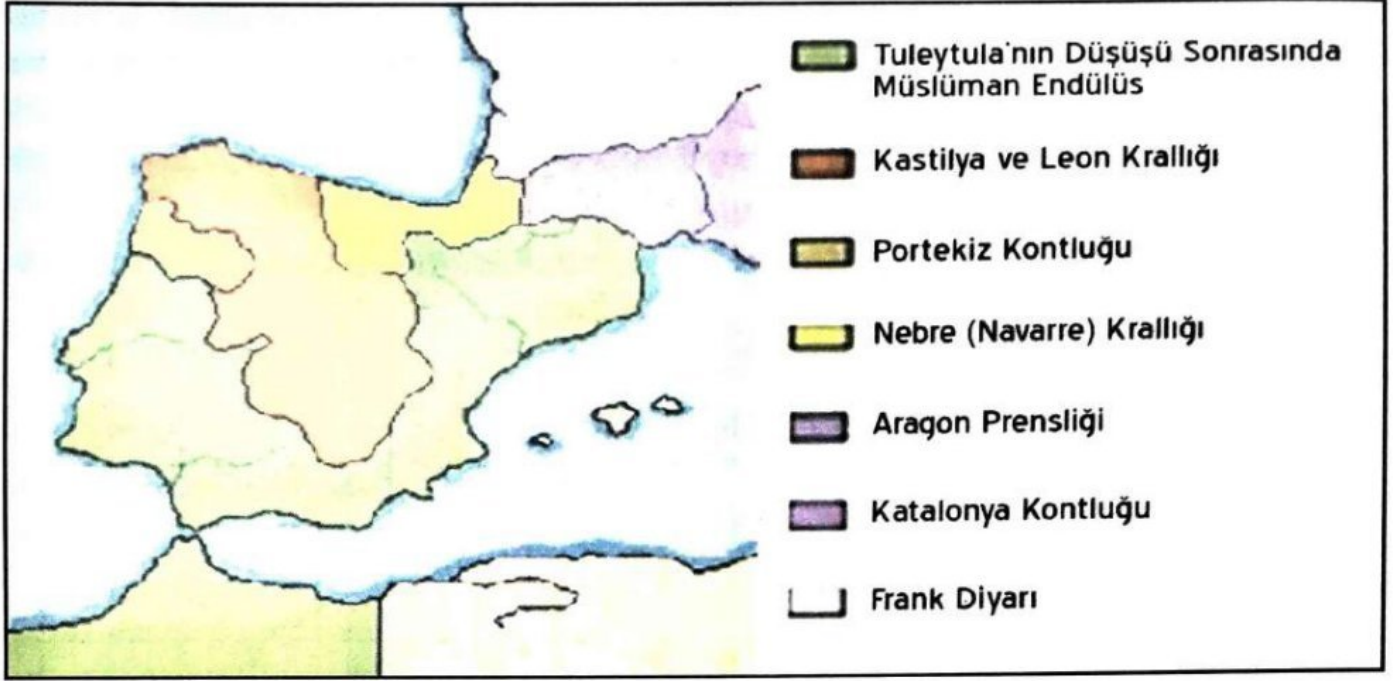 Tuleytula'nın Düşüşü Sonrasında
Müslüman Endülüs
Kastilya ve Leon Krallığı
Portekiz Kontluğu
Nebre (Navarre) Krallığı
Aragon Prensliği
Katalonya Kontluğu
Frank Diyarı